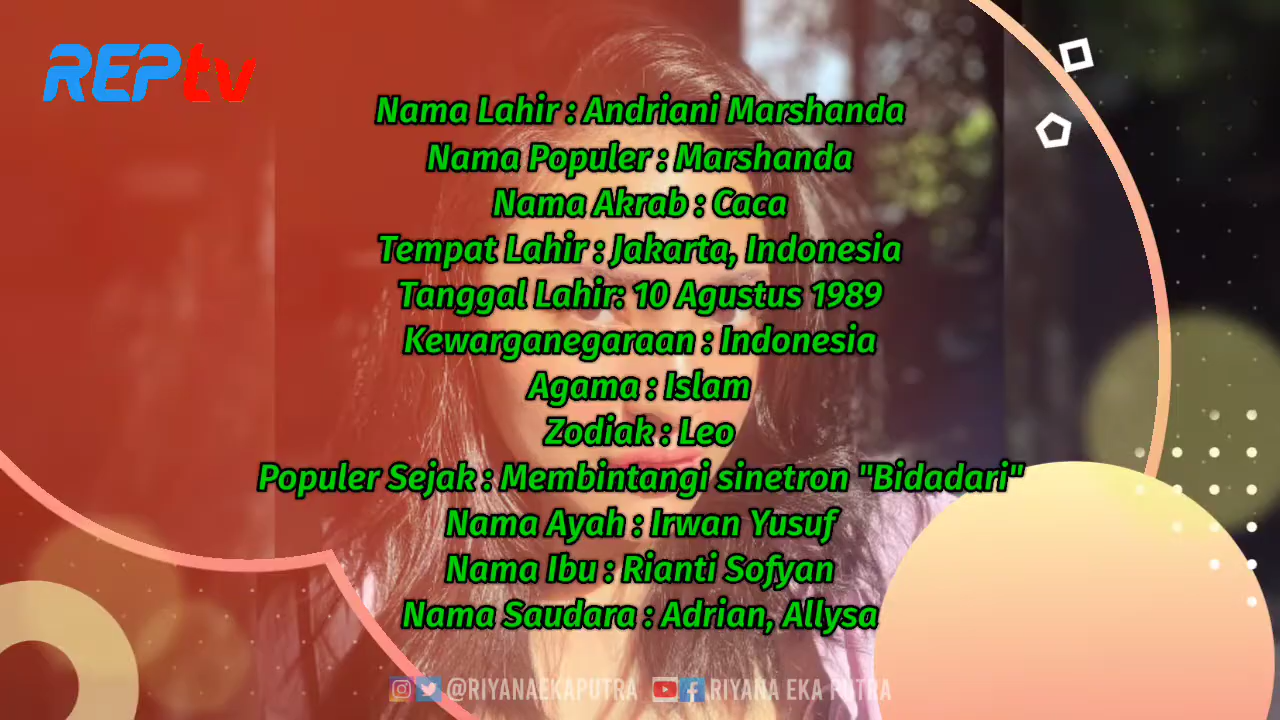 REPtv
Nama Lahir : Andriani Marshanda
Nama Populer : Marshanda
Nama Akrab : Caca
Tempat Lahir : Jakarta, Indonesia
Tanggal Lahir: 10 Agustus 1989
Kewarganegaraan : Indonesia
Agama : Islam
Zodiak : Leo
Populer Sejak : Membintangi sinetron "Bidadari"
Nama Ayah : Irwan Yusuf
Nama Ibu : Rianti Sofyan
Nama Saudara : Adrian, Allysa
@RIYANAEKAPUTRA RIYANA EKA PUTRA